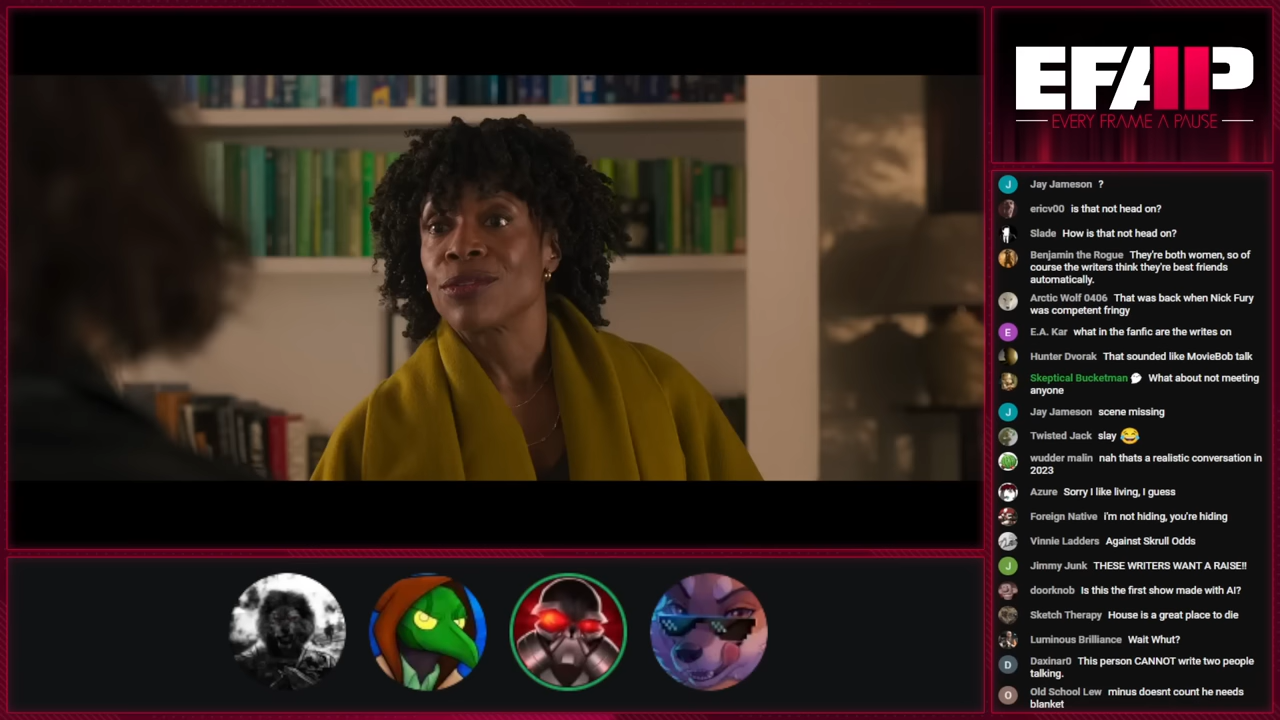 EFAP
EVERY FRAME A PAUSE
J
Jay Jameson ?
ericv00 is that not head on?
Slade How is that not head on?
Benjamin the Rogue They're both women, so of
course the writers think they're best friends
automatically.
Arctic Wolf 0406 That was back when Nick Fury
was competent fringy
E
E.A. Kar what in the fanfic are the writes on
Hunter Dvorak That sounded like MovieBob talk
Skeptical Bucketman What about not meeting
anyone
J
Jay Jameson scene missing
Twisted Jack slay 😂
wudder malin nah thats a realistic conversation in
2023
Azure Sorry I like living, I guess
Foreign Native i'm not hiding, you're hiding
Vinnie Ladders Against Skrull Odds
J
Jimmy Junk THESE WRITERS WANT A RAISE!!
doorknob Is this the first show made with AI?
Sketch Therapy House is a great place to die
Luminous Brilliance Wait Whut?
D
Daxinar0 This person CANNOT write two people
talking.
O
Old School Lew minus doesnt count he needs
blanket